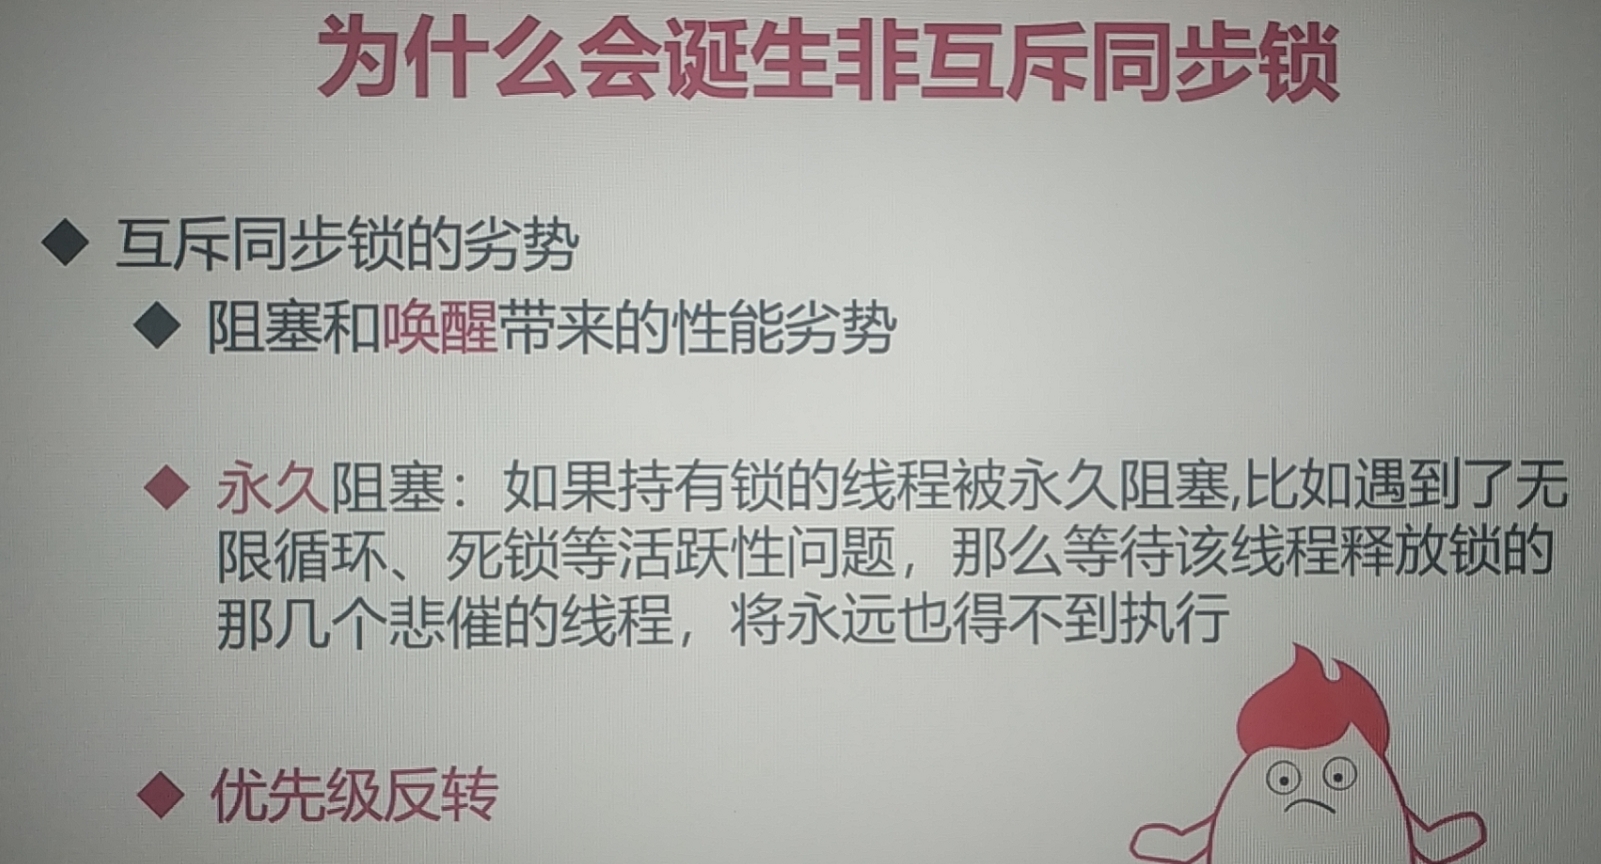 为什么会诞生非互斥同步锁
互斥同步锁的劣势
阻塞和唤醒带来的性能劣势
永久阻塞：如果持有锁的线程被永久阻塞,比如遇到了无
限循环、死锁等活跃性问题，那么等待该线程释放锁的
那几个悲催的线程，将永远也得不到执行
优先级反转